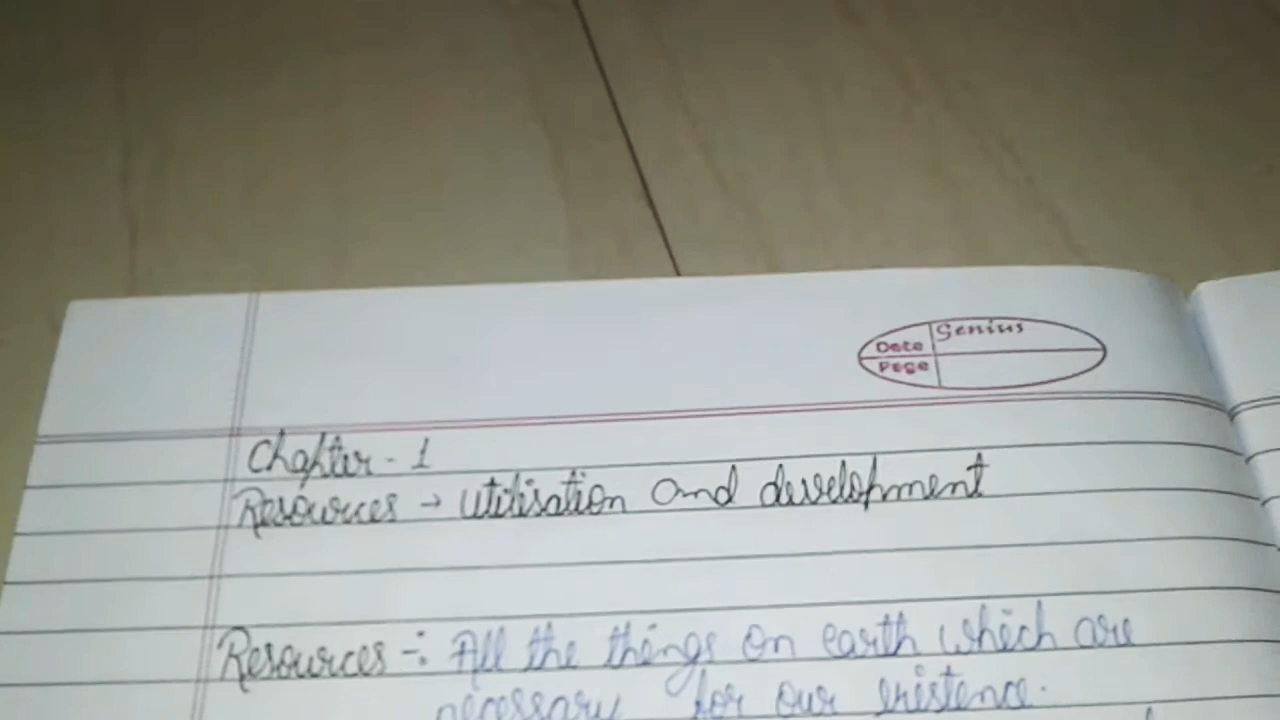 Genius
Date
Page
Chapter - 1
Resources → Utilisation and development
Resources -: All the things on earth which are
necessary for our existence.